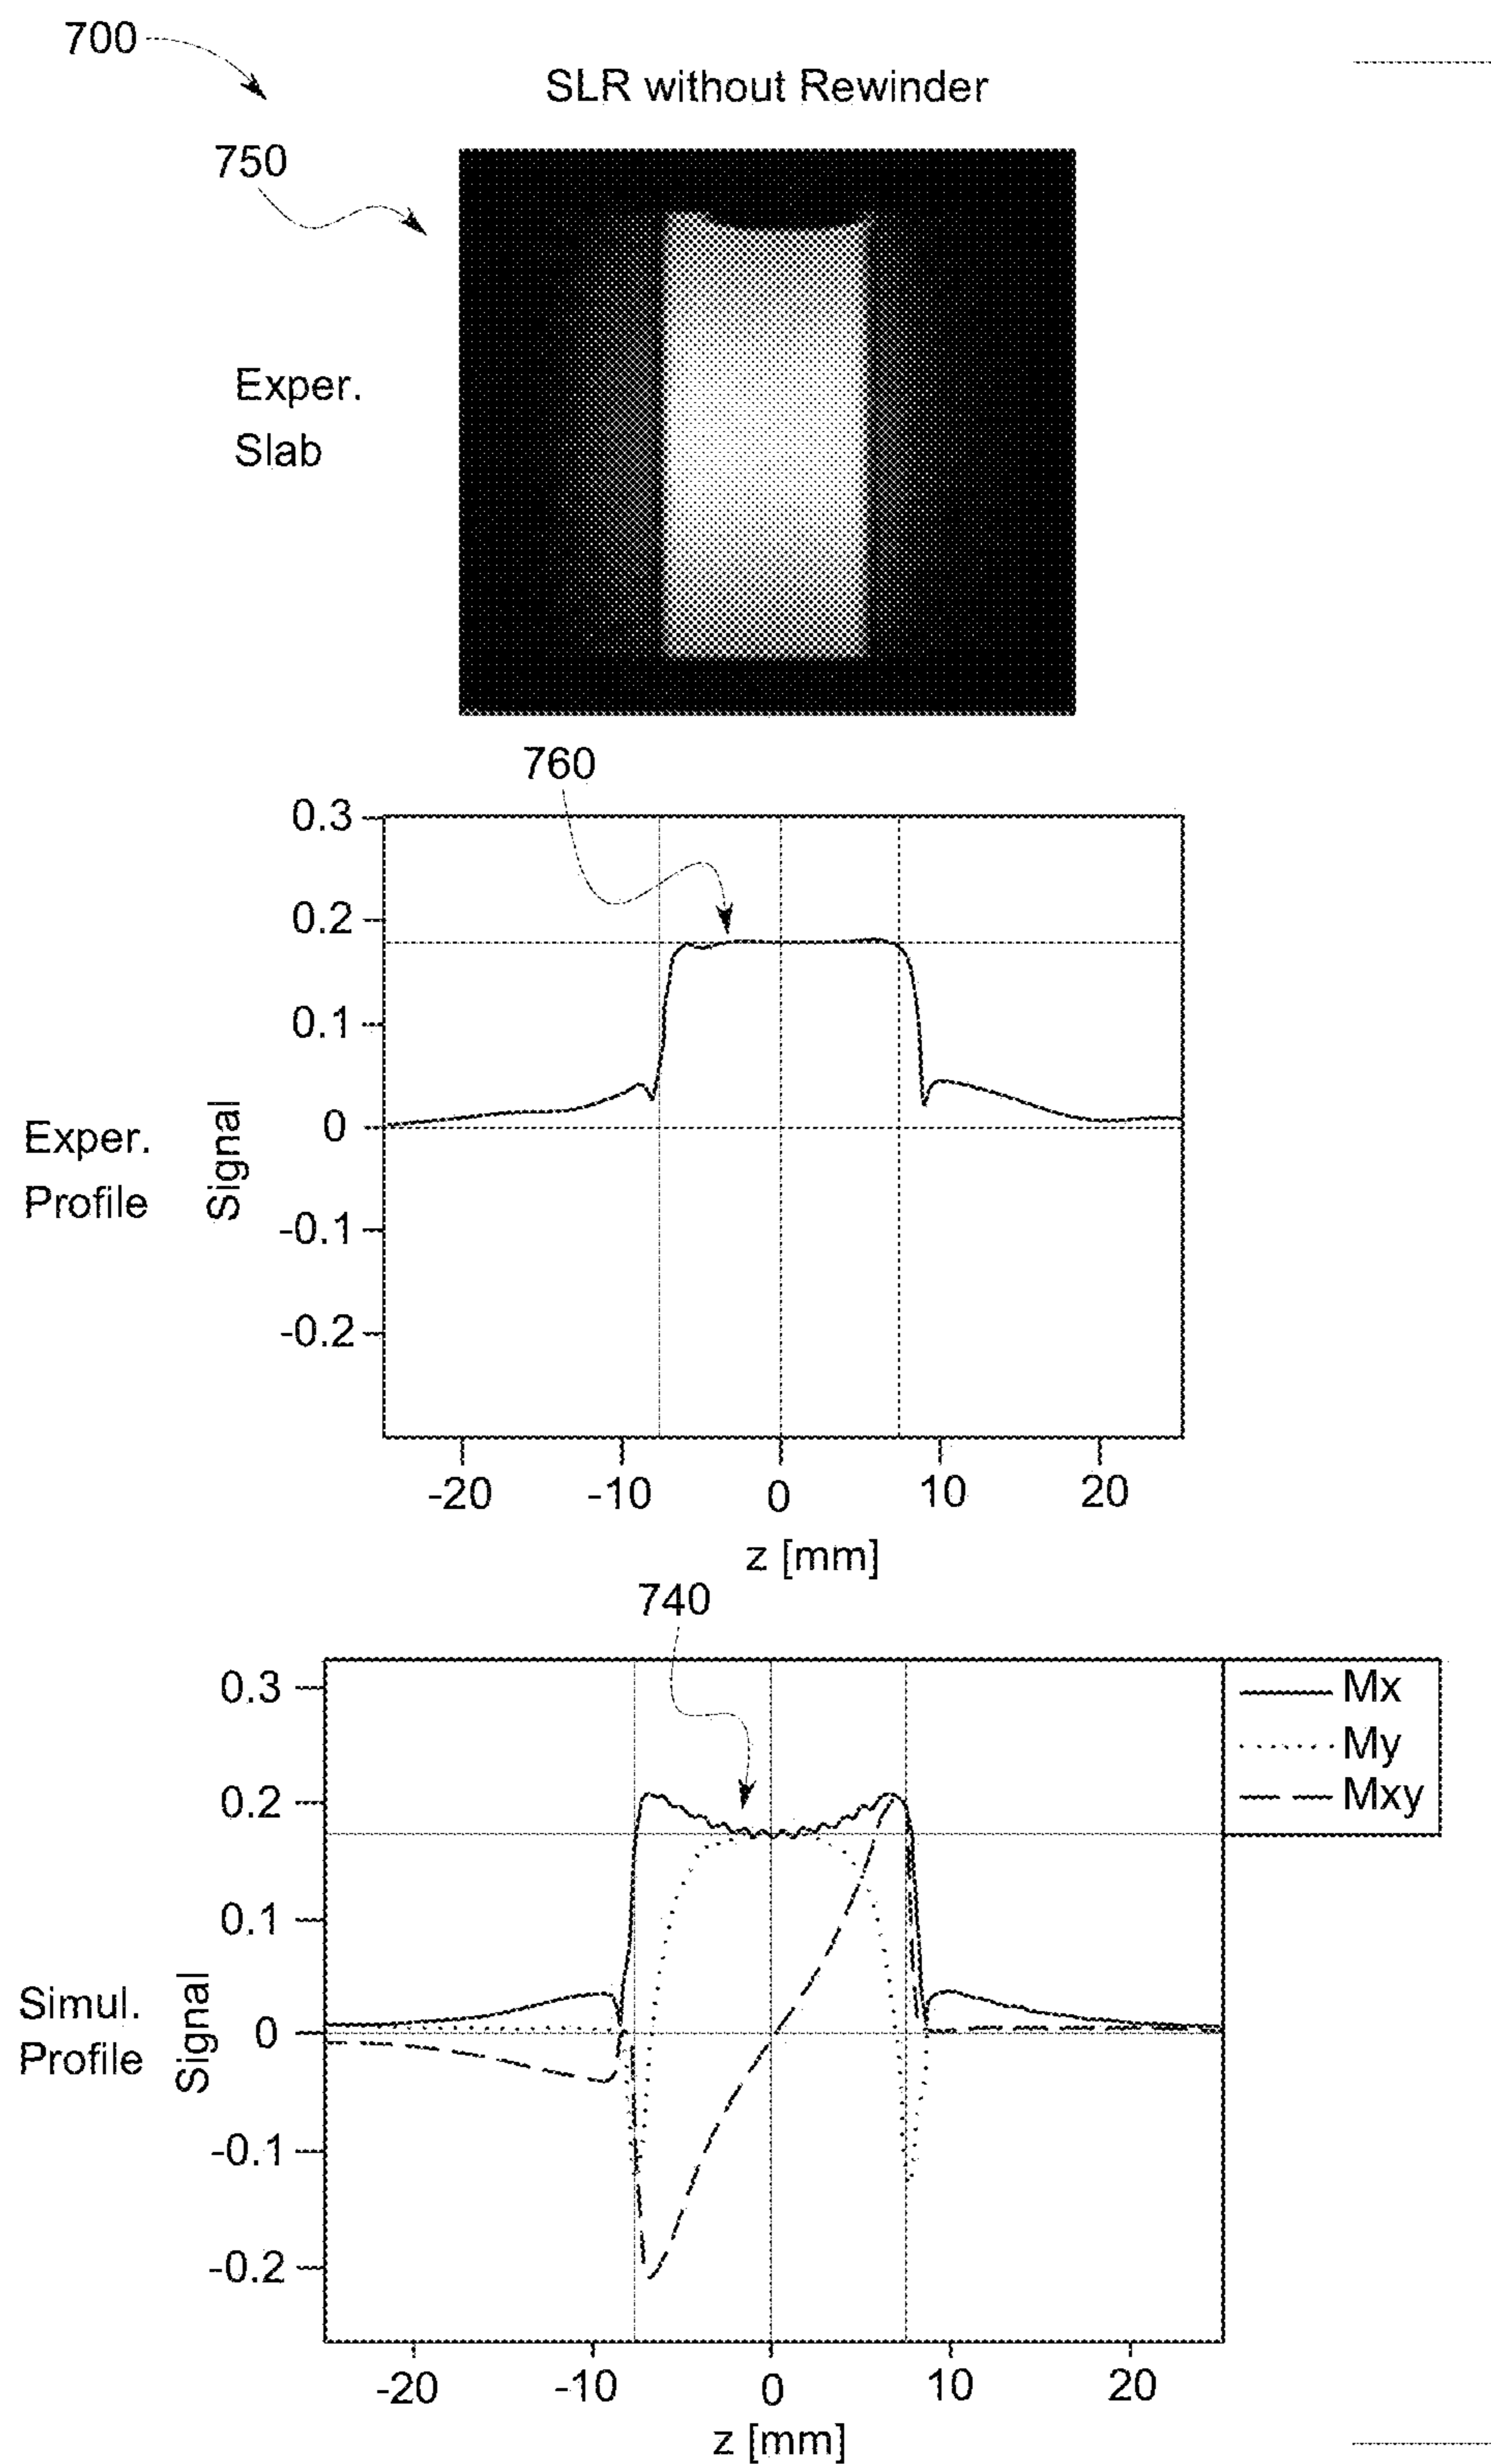 700
SLR without Rewinder
750
Exper.
Slab
760
0.3
0.2
0.1
0
-0.1
-0.2
Signal
Exper.
Profile
-20 -10 0 10 20
z [mm]
740
0.3
0.2
0.1
0
-0.1
-0.2
Signal
Simul.
Profile
Mx
My
Mxy
-20 -10 0 10 20
z [mm]